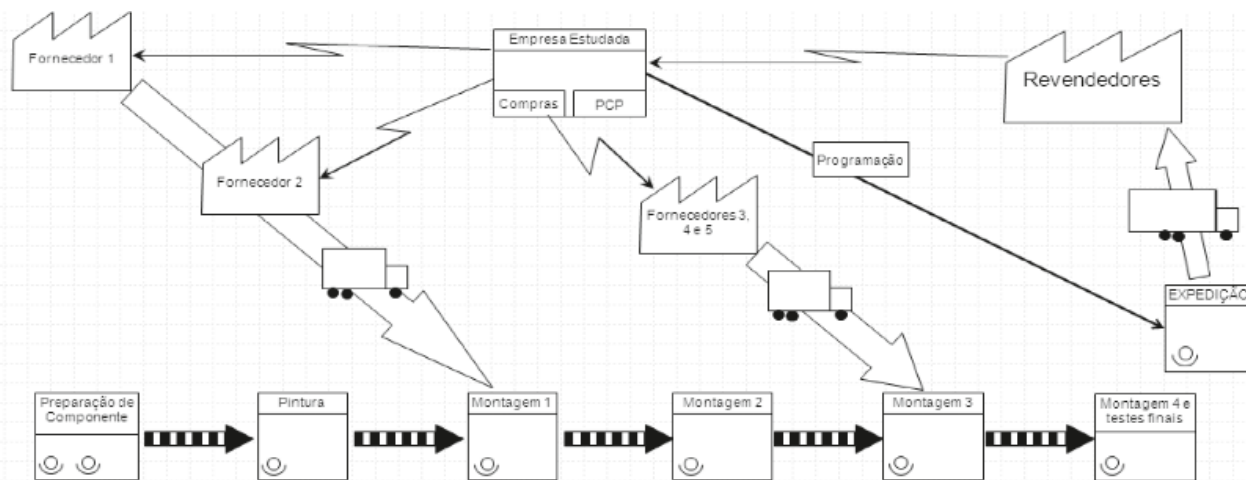 Fornecedor 1
Empresa Estudada
Compras
PCP
Revendedores
Programação
Fornecedor 2
Fornecedores 3,
4 e 5
EXPEDIÇÃO
Preparação de
Componente
Pintura
Montagem 1
Montagem 2
Montagem 3
Montagem 4 e
testes finais